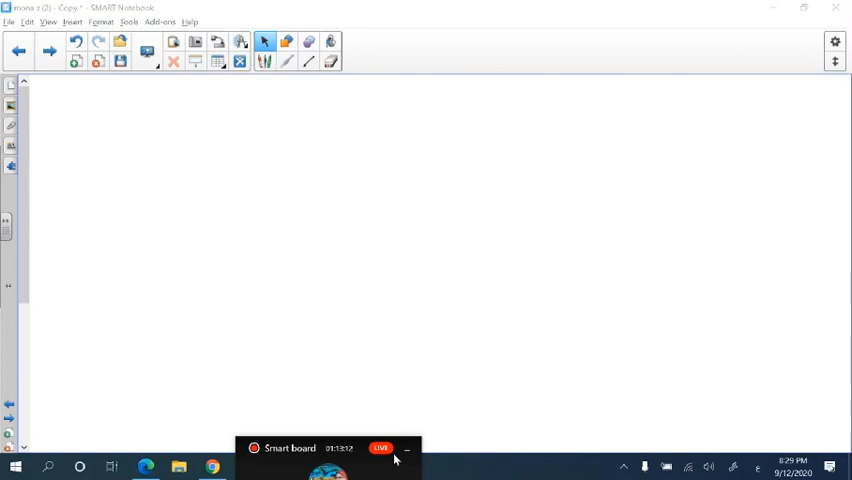 mona z (2) - Copy * - SMART Notebook
File Edit View Insert Format Tools Add-ons Help
Smart board 01:13:12 LIVE
ع 8:29 PM
9/12/2020